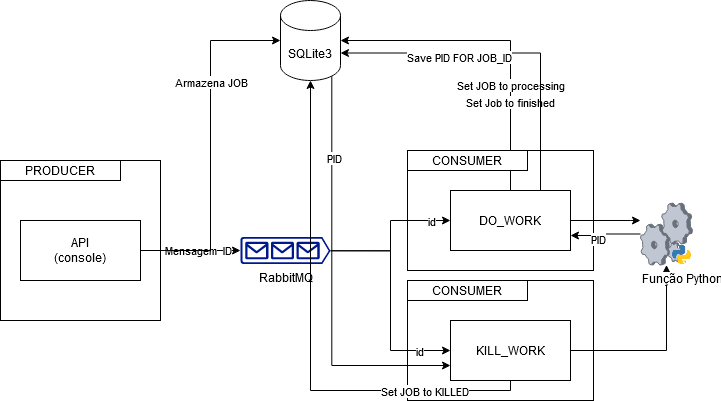 SQLite3
Save PID FOR JOB_ID
Armazena JOB
Set JOB to processing
Set Job to finished
PRODUCER
CONSUMER
PID
API
(console)
Mensagem ID
RabbitMQ
id
DO_WORK
PID
Função Python
CONSUMER
id
KILL_WORK
Set JOB to KILLED